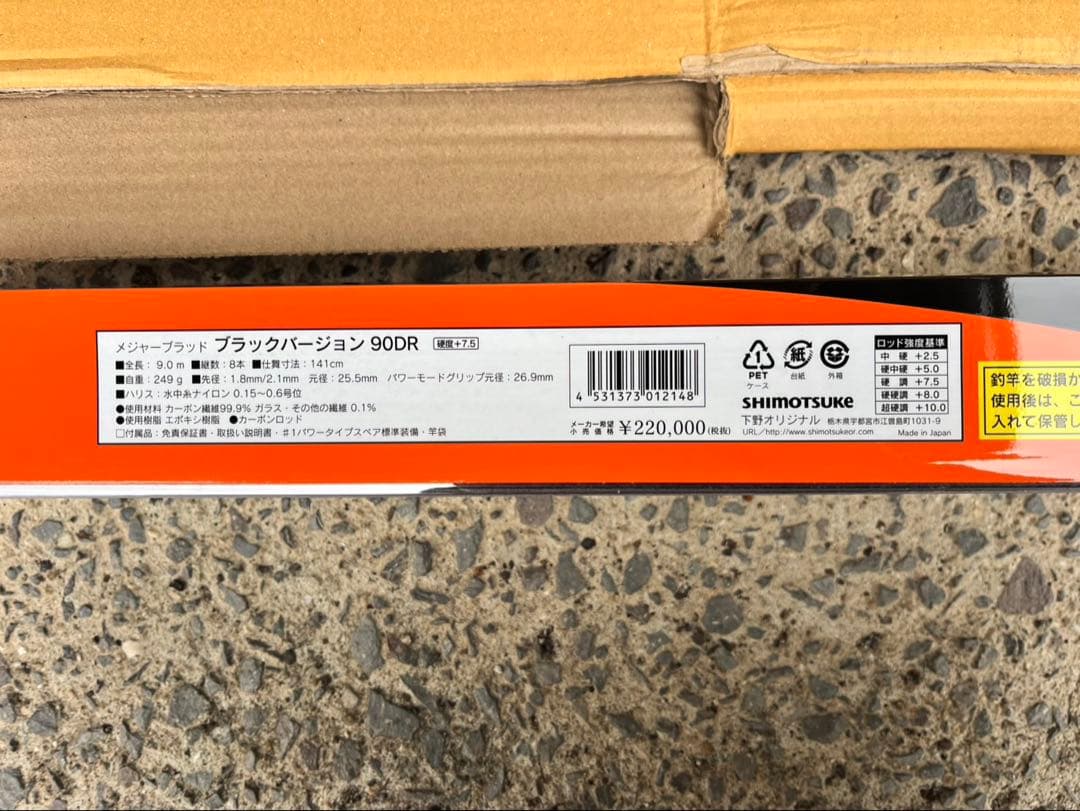 メジャーブラッド ブラックバージョン 90DR 硬度+7.5
■全長：9.0m ■継数：8本 ■仕舞寸法：141cm
■自重：249g ■先径：1.8mm/2.1mm 元径：25.5mm パワーモードグリップ元径：26.9mm
■ハリス：水中糸ナイロン 0.15〜0.6号位
●使用材料 カーボン繊維99.9% ガラス・その他の繊維 0.1%
●使用樹脂 エポキシ樹脂 ●カーボンロッド
□付属品：免責保証書・取扱い説明書・♯1パワータイプスペア標準装備・竿袋
4 531373 012148
メーカー希望小売価格 ￥220,000(税抜)
PET
ケース
紙
台紙
外箱
SHIMOTSUKE
下野オリジナル 栃木県宇都宮市江曽島町1031-9
URL／http://www.shimotsukeor.com/ Made in Japan
ロッド強度基準
中硬 +2.5
硬中硬 +5.0
硬調 +7.5
硬硬調 +8.0
超硬調 +10.0
釣竿を破損か
使用後は、こ
入れて保管し